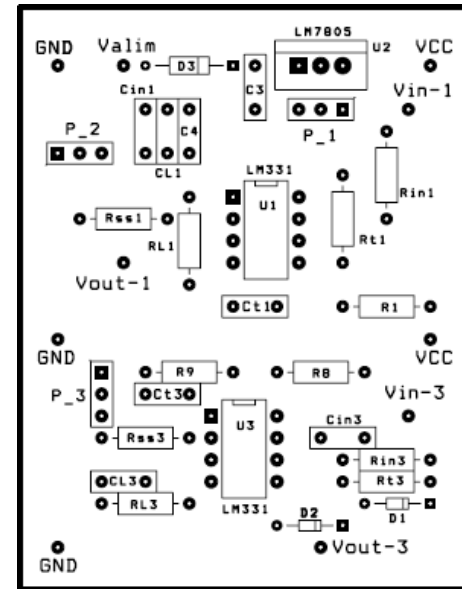 LM7805
GND Valim D3 U2 VCC
Cin1 C3 Vin-1
P_2 C4 P_1
CL1 LM331
U1 Rin1
Rss1 RL1 Rt1
Vout-1
Ct1 R1
GND VCC
R9 R8
P_3 Ct3 Vin-3
U3 Cin3
Rss3
Rin3
CL3 Rt3
RL3 LM331 D2 D1
Vout-3
GND